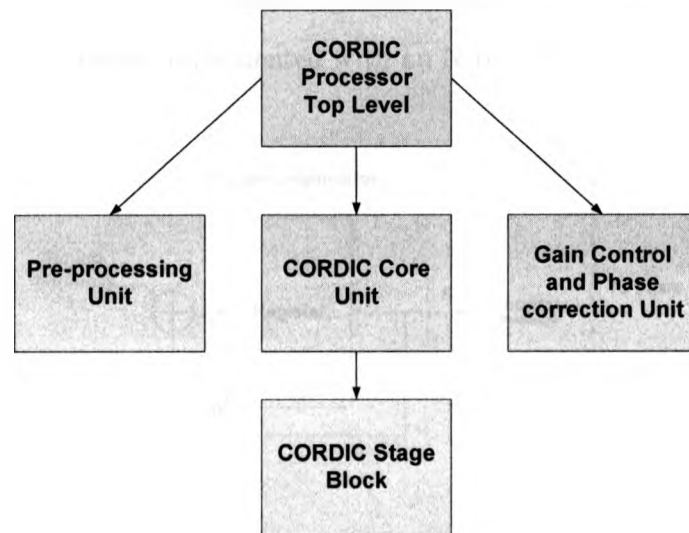 CORDIC
Processor
Top Level
Pre-processing
Unit
CORDIC Core
Unit
Gain Control
and Phase
correction Unit
CORDIC Stage
Block